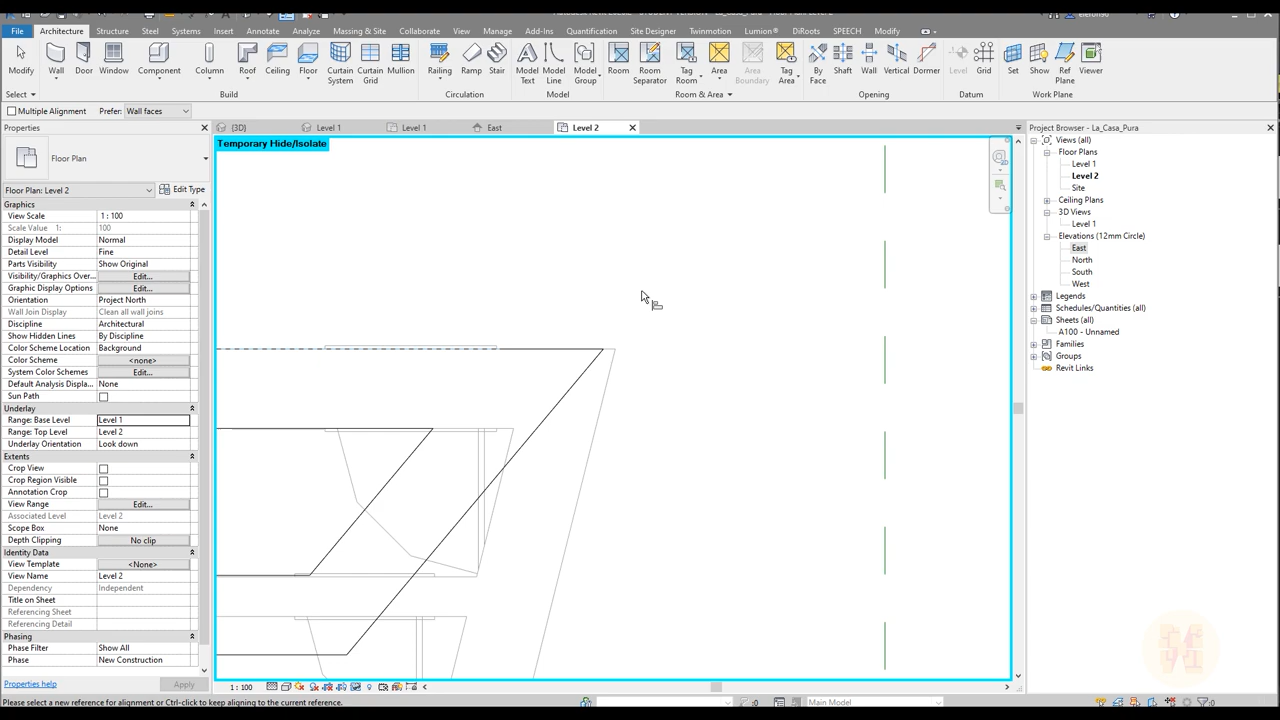 File Architecture Structure Steel Systems Insert Annotate Analyze Massing & Site Collaborate View Manage Add-Ins Quantification Site Designer Twinmotion Lumion® DiRoots SPEECH Modify
Modify Wall Door Window Component Column Roof Ceiling Floor Curtain System Curtain Grid Mullion Railing Ramp Stair Model Text Model Line Model Group Room Room Separator Tag Room Area Area Boundary Tag Area By Face Shaft Wall Vertical Dormer Level Grid Set Show Ref Plane Viewer
Select Build Circulation Model Room & Area Opening Datum Work Plane
Multiple Alignment Prefer: Wall faces
Properties
(3D) Level 1 Level 1 East Level 2
Project Browser - La_Casa_Pura
Temporary Hide/Isolate
Floor Plan
Floor Plan: Level 2 Edit Type
Graphics
View Scale 1 : 100
Scale Value 1: 100
Display Model Normal
Detail Level Fine
Parts Visibility Show Original
Visibility/Graphics Over... Edit...
Graphic Display Options Edit...
Orientation Project North
Wall Join Display Clean all wall joins
Discipline Architectural
Show Hidden Lines By Discipline
Color Scheme Location Background
Color Scheme <none>
System Color Schemes Edit...
Default Analysis Displa... None
Sun Path
Underlay
Range: Base Level Level 1
Range: Top Level Level 2
Underlay Orientation Look down
Extents
Crop View
Crop Region Visible
Annotation Crop
View Range Edit...
Associated Level Level 2
Scope Box None
Depth Clipping No clip
Identity Data
View Template <None>
View Name Level 2
Dependency Independent
Title on Sheet
Referencing Sheet
Referencing Detail
Phasing
Phase Filter Show All
Phase New Construction
Properties help Apply
Views (all)
Floor Plans
Level 1
Level 2
Site
Ceiling Plans
3D Views
Level 1
Elevations (12mm Circle)
East
North
South
West
Legends
Schedules/Quantities (all)
Sheets (all)
A100 - Unnamed
Families
Groups
Revit Links
1 : 100
Please select a new reference for alignment or Ctrl-click to keep aligning to the current reference.
:0 Main Model :0